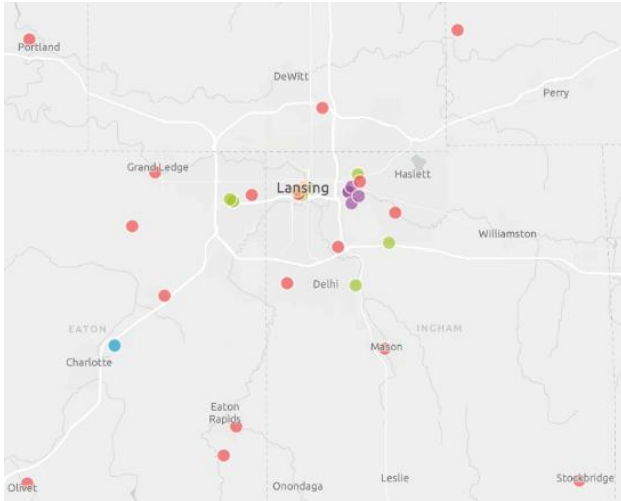 Portland
DeWitt
Perry
Grand Ledge
Haslett
Lansing
Williamston
Delhi
EATON
INGHAM
Charlotte
Mason
Eaton
Rapids
Olivet
Onondaga
Leslie
Stockbridge